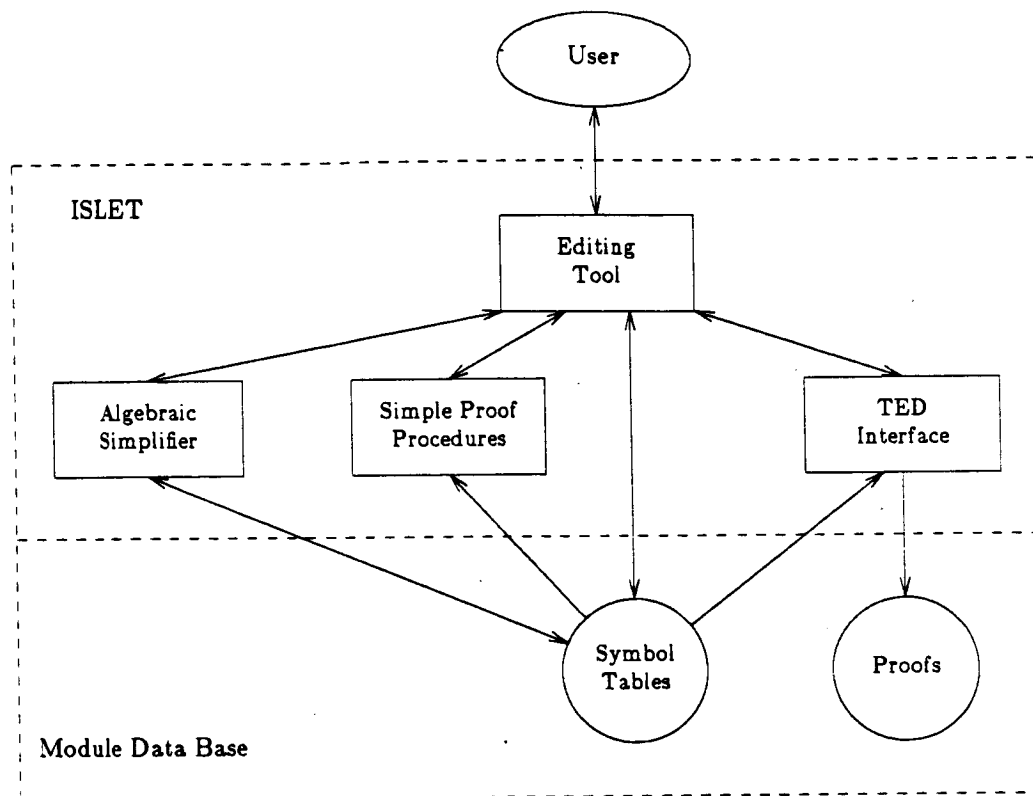 User
ISLET
Editing
Tool
Algebraic
Simplifier
Simple Proof
Procedures
TED
Interface
Symbol
Tables
Proofs
Module Data Base